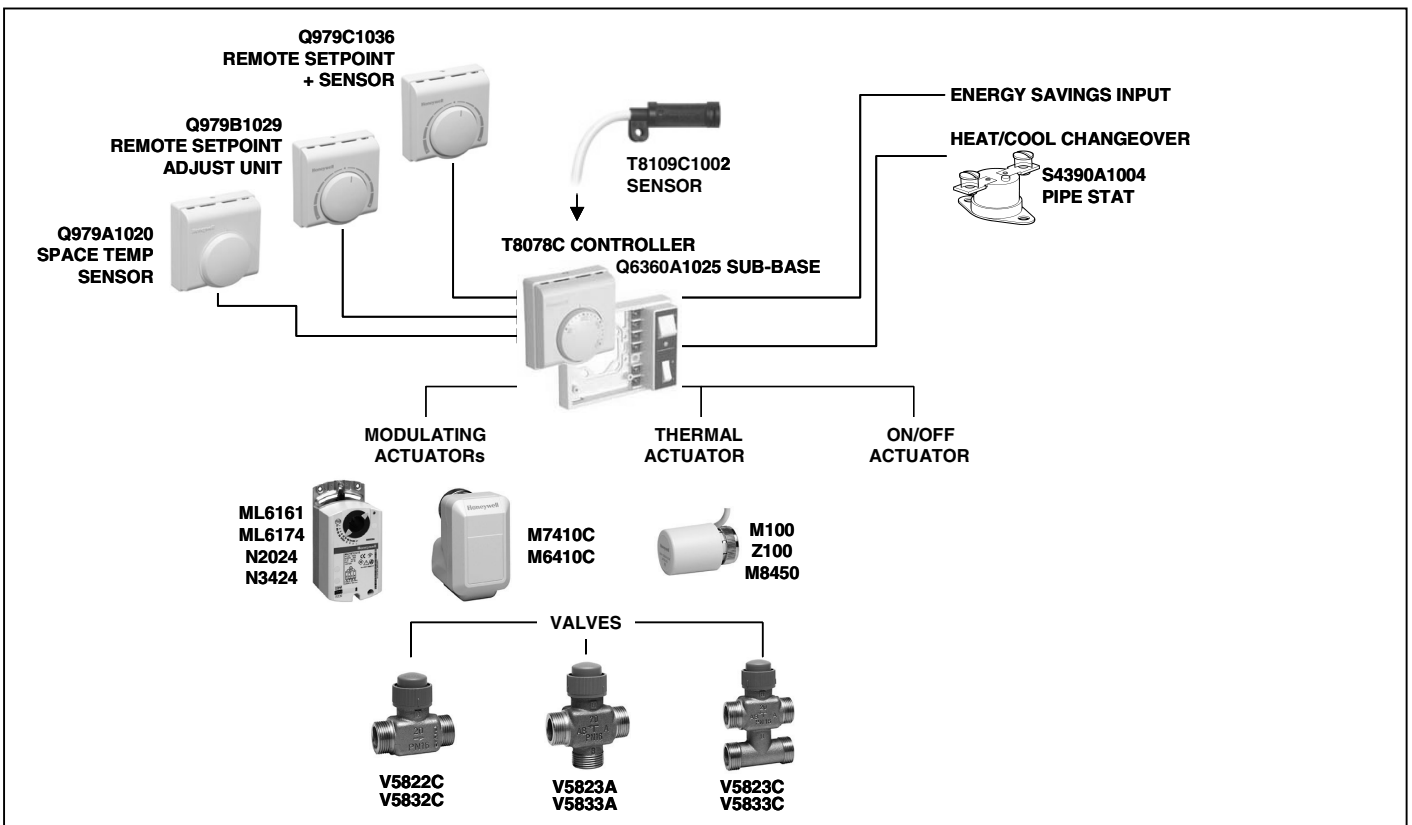 Q979C1036
REMOTE SETPOINT
+ SENSOR
Q979B1029
REMOTE SETPOINT
ADJUST UNIT
Q979A1020
SPACE TEMP
SENSOR
T8109C1002
SENSOR
ENERGY SAVINGS INPUT
HEAT/COOL CHANGEOVER
S4390A1004
PIPE STAT
T8078C CONTROLLER
Q6360A1025 SUB-BASE
MODULATING
ACTUATORs
THERMAL
ACTUATOR
ON/OFF
ACTUATOR
ML6161
ML6174
N2024
N3424
Honeywell
M7410C
M6410C
M100
Z100
M8450
VALVES
V5822C
V5832C
V5823A
V5833A
V5823C
V5833C